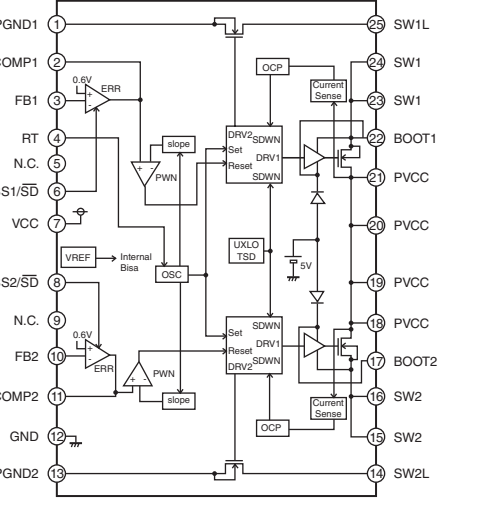 PGND1 1
COMP1 2
FB1 3
RT 4
N.C. 5
SS1/SD 6
VCC 7
SS2/SD 8
N.C. 9
FB2 10
COMP2 11
GND 12
PGND2 13
25 SW1L
24 SW1
23 SW1
22 BOOT1
21 PVCC
20 PVCC
19 PVCC
18 PVCC
17 BOOT2
16 SW2
15 SW2
14 SW2L
0.6V
ERR
+
-
slope
+ -
PWN
VREF
Internal
Bisa
OSC
0.6V
+
-
ERR
+ -
PWN
slope
OCP
Current
Sense
DRV2
SDWN
Set
DRV1
Reset
SDWN
UXLO
TSD
5V
SDWN
Set
DRV1
Reset
SDWN
DRV2
OCP
Current
Sense